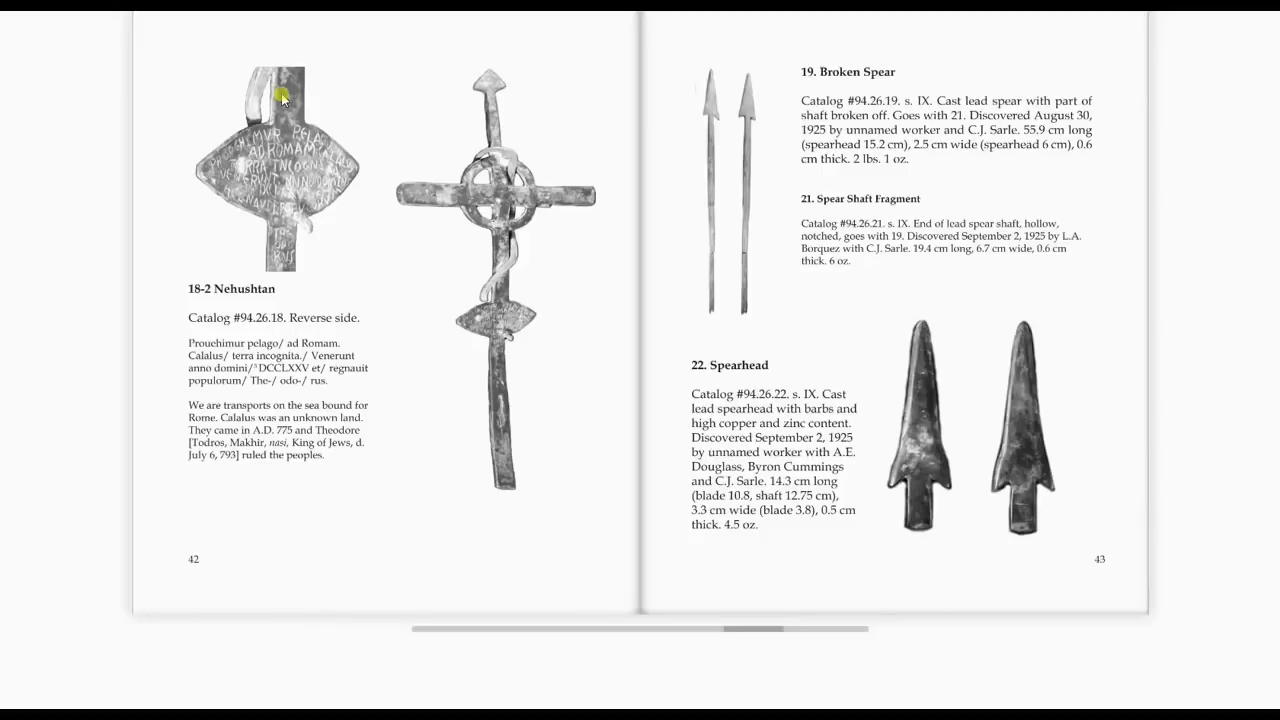 PROUCHIMUR PELAGO
AD ROMAM
TERRA INCOGNITA
18-2 Nehushtan
Catalog #94.26.18. Reverse side.
Prouehimur pelago/ ad Romam.
Calalus/ terra incognita./ Venerunt
anno domini/ DCCLXXV et/ regnauit
populorum/ The-/ odo-/ rus.
We are transports on the sea bound for
Rome. Calalus was an unknown land.
They came in A.D. 775 and Theodore
[Todros, Makhir, nasi, King of Jews, d.
July 6, 793] ruled the peoples.
42
19. Broken Spear
Catalog #94.26.19. s. IX. Cast lead spear with part of
shaft broken off. Goes with 21. Discovered August 30,
1925 by unnamed worker and C.J. Sarle. 55.9 cm long
(spearhead 15.2 cm), 2.5 cm wide (spearhead 6 cm), 0.6
cm thick. 2 lbs. 1 oz.
21. Spear Shaft Fragment
Catalog #94.26.21. s. IX. End of lead spear shaft, hollow,
notched, goes with 19. Discovered September 2, 1925 by L.A.
Borquez with C.J. Sarle. 19.4 cm long, 6.7 cm wide, 0.6 cm
thick. 6 oz.
22. Spearhead
Catalog #94.26.22. s. IX. Cast
lead spearhead with barbs and
high copper and zinc content.
Discovered September 2, 1925
by unnamed worker with A.E.
Douglass, Byron Cummings
and C.J. Sarle. 14.3 cm long
(blade 10.8, shaft 12.75 cm),
3.3 cm wide (blade 3.8), 0.5 cm
thick. 4.5 oz.
43